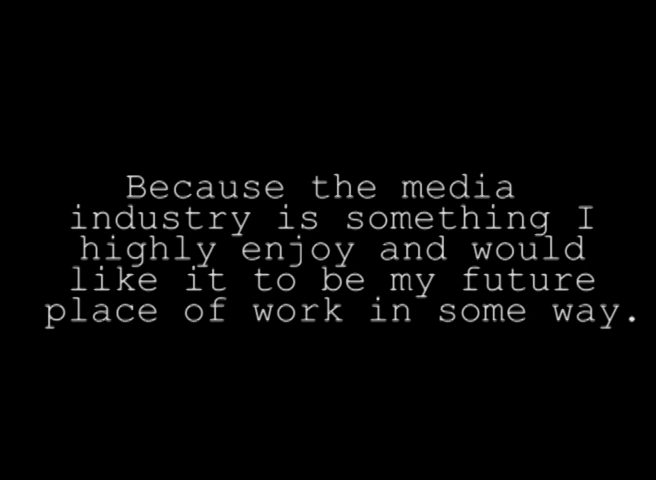 Because the media
industry is something I
highly enjoy and would
like it to be my future
place of work in some way.